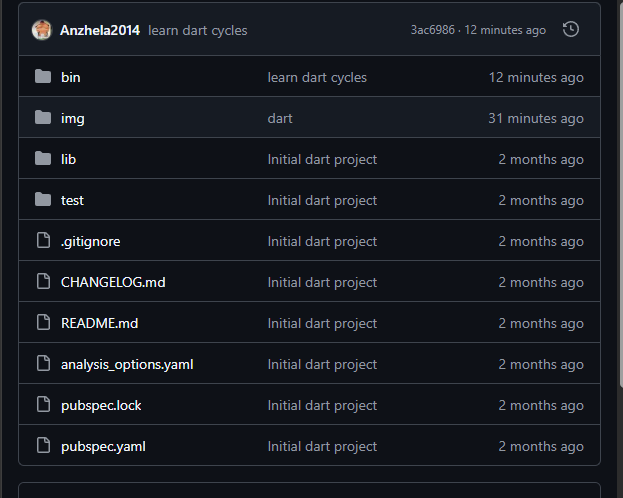 Anzhela2014 learn dart cycles 3ac6986 · 12 minutes ago
bin learn dart cycles 12 minutes ago
img dart 31 minutes ago
lib Initial dart project 2 months ago
test Initial dart project 2 months ago
.gitignore Initial dart project 2 months ago
CHANGELOG.md Initial dart project 2 months ago
README.md Initial dart project 2 months ago
analysis_options.yaml Initial dart project 2 months ago
pubspec.lock Initial dart project 2 months ago
pubspec.yaml Initial dart project 2 months ago